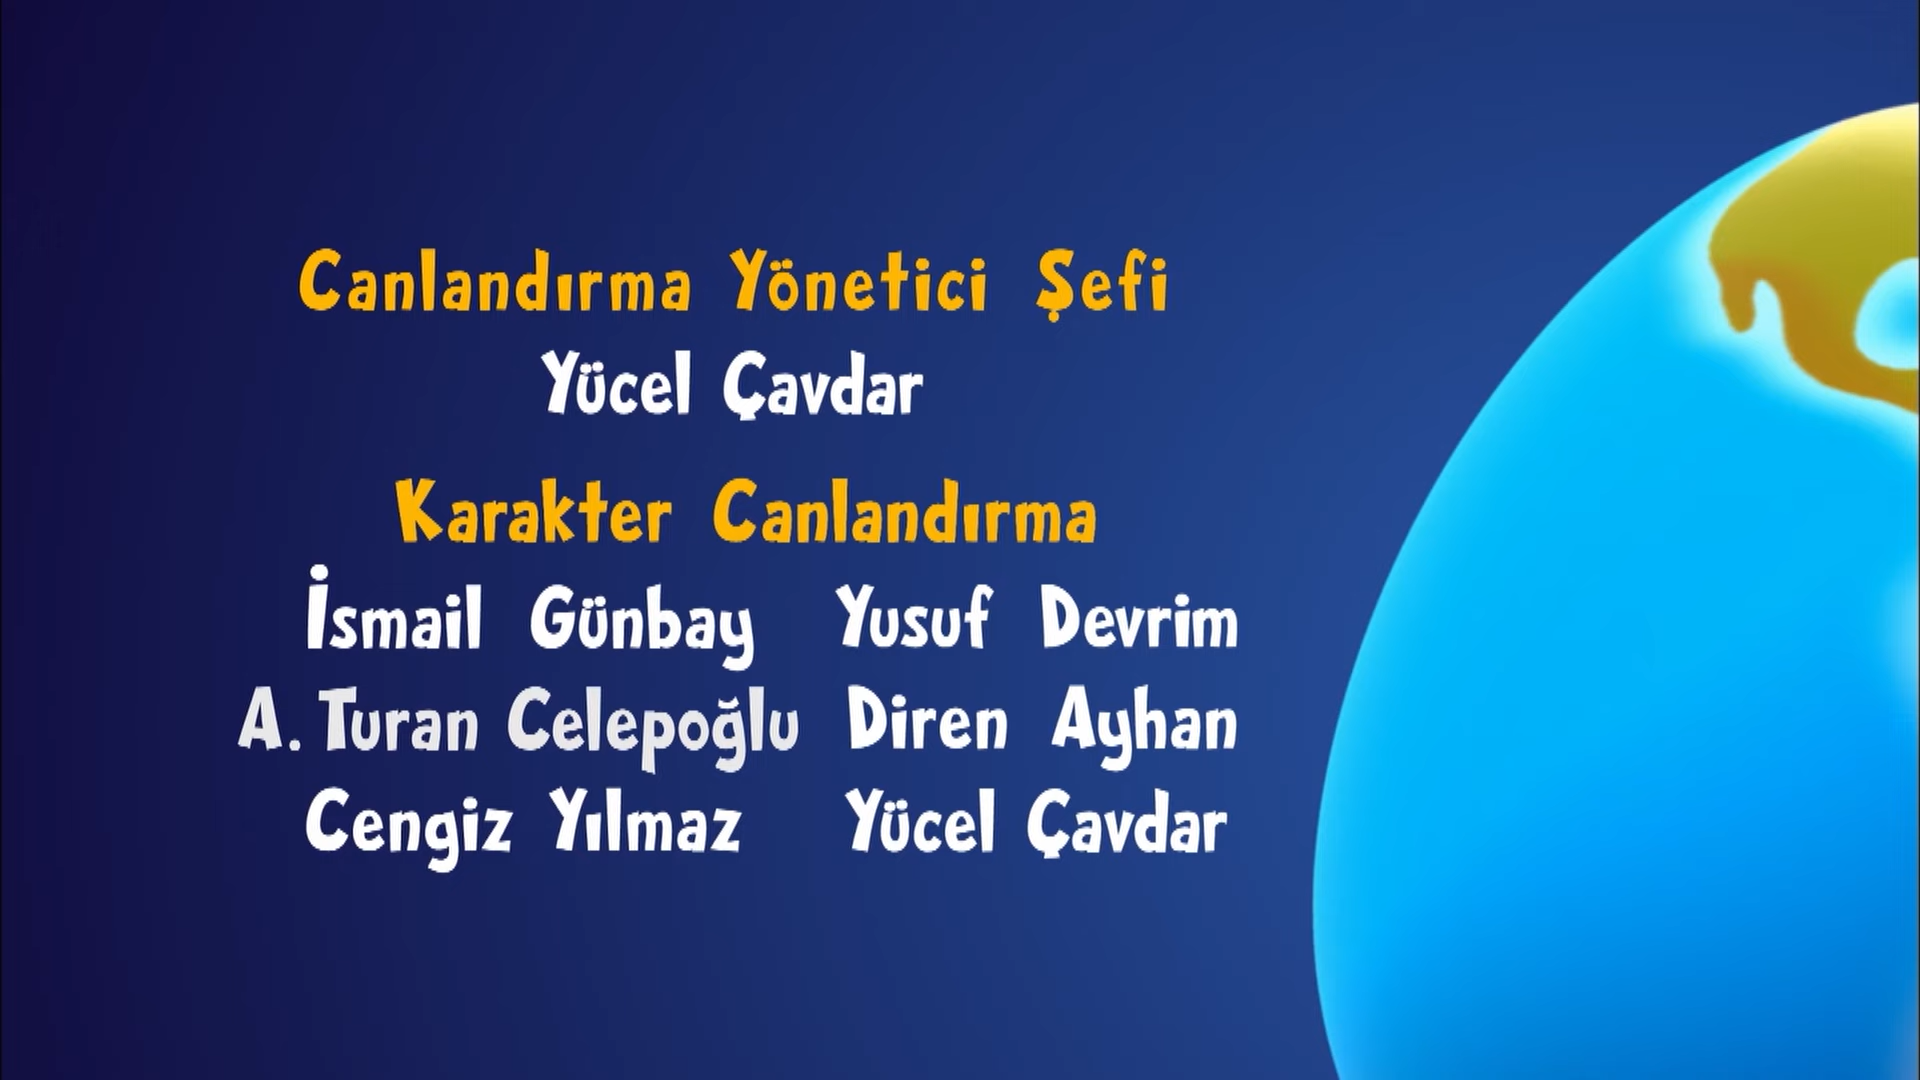 Canlandırma Yönetici Şefi
Yücel Çavdar
Karakter Canlandırma
İsmail Günbay Yusuf Devrim
A. Turan Celepoğlu Diren Ayhan
Cengiz Yılmaz Yücel Çavdar